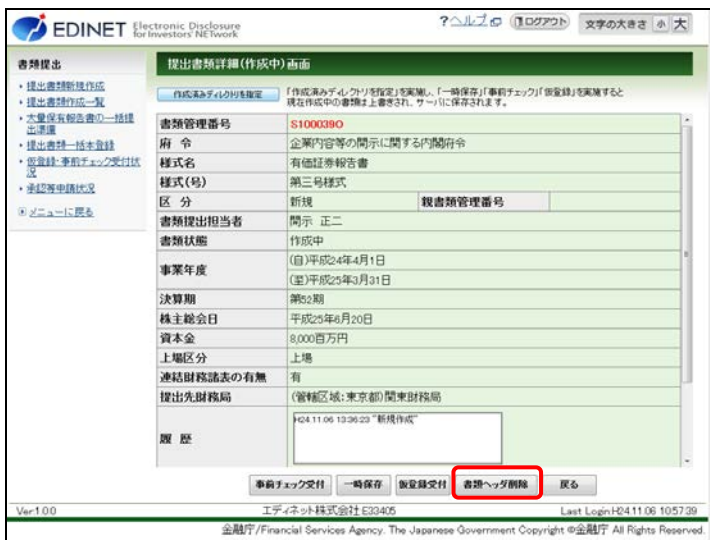 EDINET Electronic Disclosure for Investors' NETwork
?ヘルプ ログアウト 文字の大きさ 小 大
書類提出
提出書類詳細(作成中)画面
・提出書類新規作成
・提出書類作成一覧
・大量保有報告書の一括提出準備
・提出書類一括本登録
・仮登録・事前チェック受付状況
・承認等申請状況
メニューに戻る
作成済みディレクトリを指定
「作成済みディレクトリを指定」を実施し、「一時保存」「事前チェック」「仮登録」を実施すると
現在作成中の書類は上書きされ、サーバに保存されます。
書類管理番号 S100039O
府 令 企業内容等の開示に関する内閣府令
様式名 有価証券報告書
様式(号) 第三号様式
区 分 新規 親書類管理番号
書類提出担当者 開示 正二
書類状態 作成中
事業年度 (自)平成24年4月1日
(至)平成25年3月31日
決算期 第52期
株主総会日 平成25年6月20日
資本金 8,000百万円
上場区分 上場
連結財務諸表の有無 有
提出先財務局 (管轄区域:東京都)関東財務局
履 歴 H24.11.06 13:36:23 "新規作成"
事前チェック受付 一時保存 仮登録受付 書類ヘッダ削除 戻る
Ver.1.0.0 エディネット株式会社:E33405 Last Login:H24.11.06 10:57:39
金融庁/Financial Services Agency. The Japanese Government Copyright ©金融庁 All Rights Reserved.